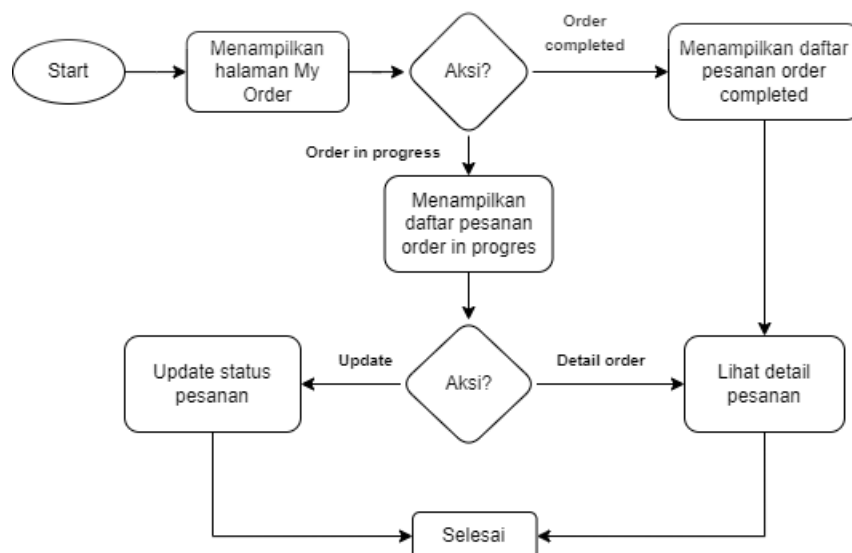 Start
Menampilkan
halaman My
Order
Aksi?
Order
completed
Menampilkan daftar
pesanan order
completed
Order in progress
Menampilkan
daftar pesanan
order in progres
Update status
pesanan
Update
Aksi?
Detail order
Lihat detail
pesanan
Selesai